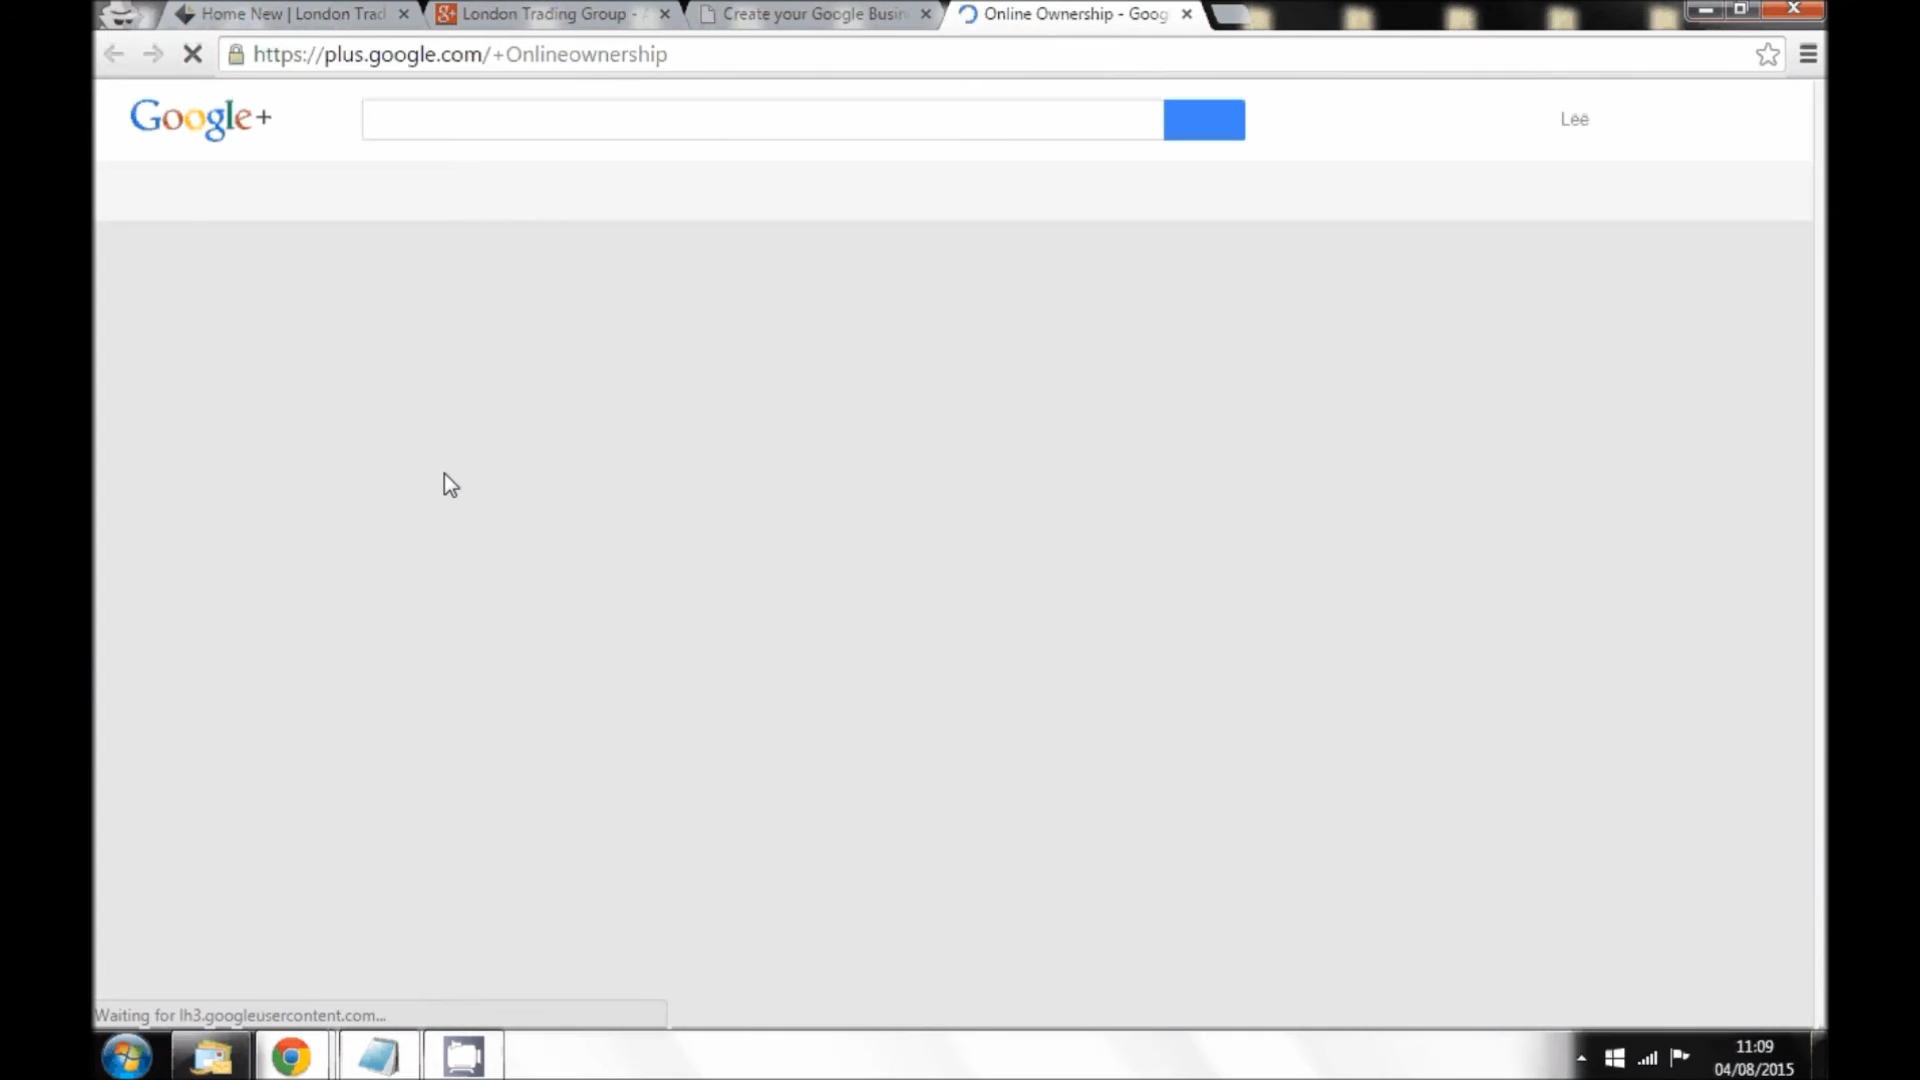 Home New | London Trad
London Trading Group -
Create your Google Busin
Online Ownership - Goog
https://plus.google.com/+Onlineownership
Google+
Lee
Waiting for lh3.googleusercontent.com...
11:09
04/08/2015